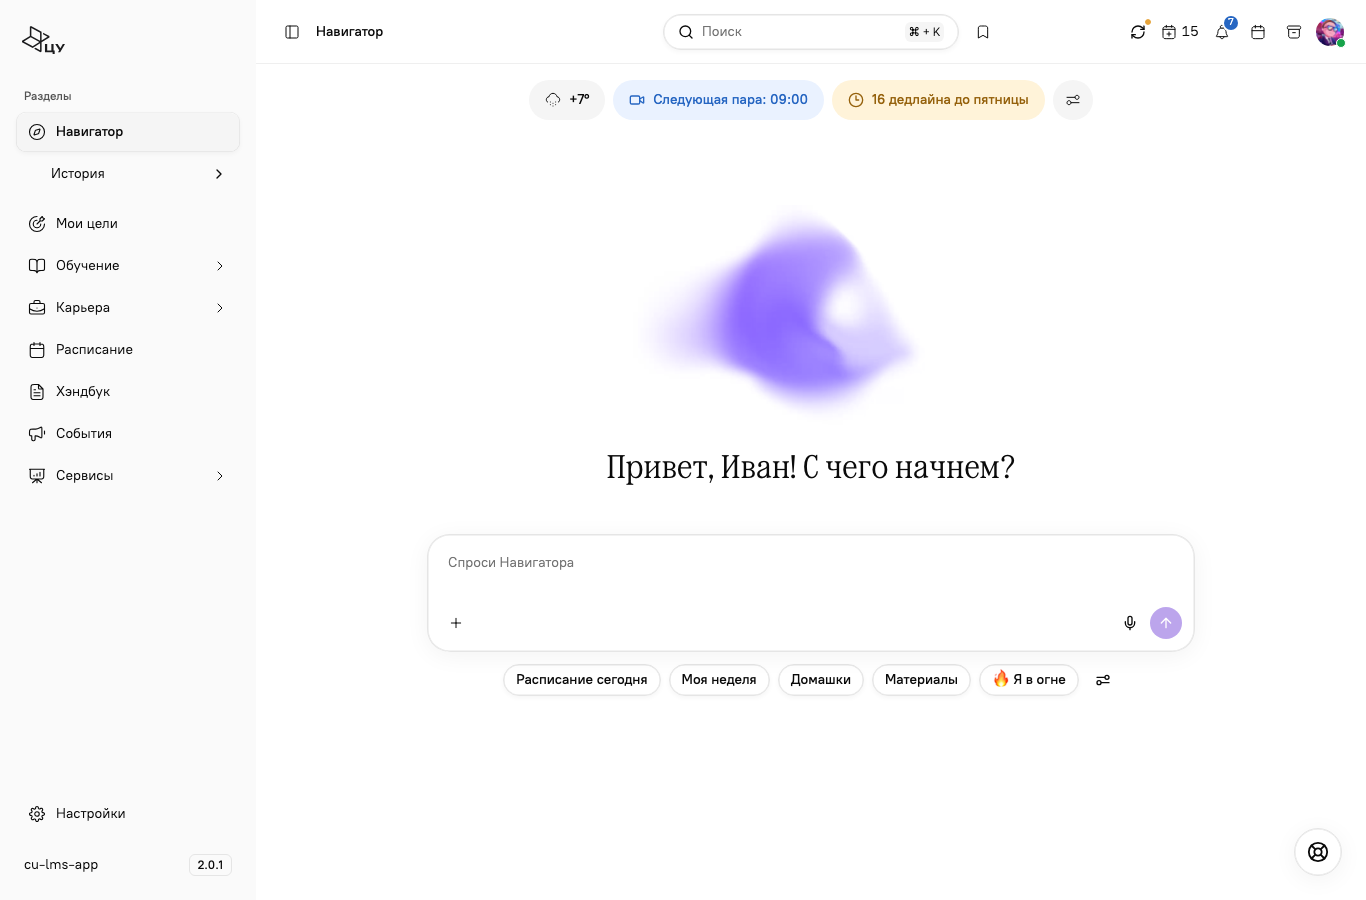 ЦУ
Навигатор
Поиск
⌘ + K
15
7
Разделы
Навигатор
История
Мои цели
Обучение
Карьера
Расписание
Хэндбук
События
Сервисы
+7°
Следующая пара: 09:00
16 дедлайна до пятницы
Привет, Иван! С чего начнем?
Спроси Навигатора
Расписание сегодня
Моя неделя
Домашки
Материалы
🔥 Я в огне
Настройки
cu-lms-app
2.0.1